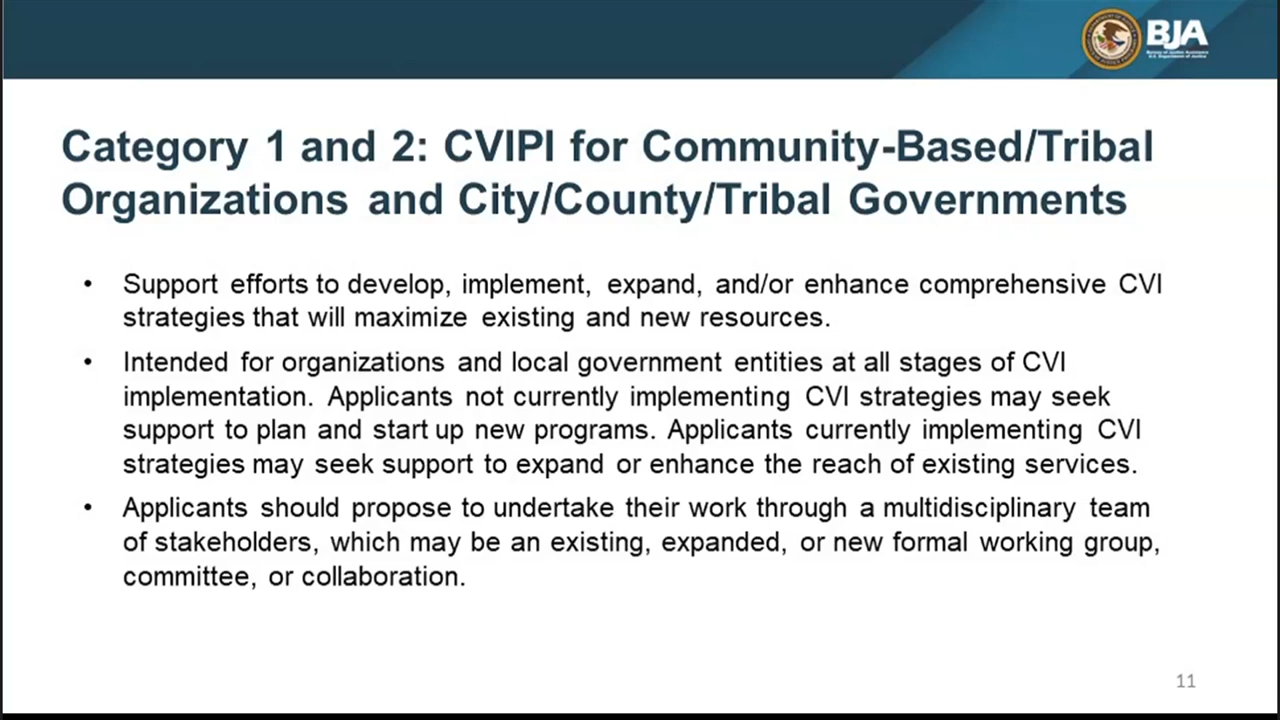 BJA
Bureau of Justice Assistance
U.S. Department of Justice
Category 1 and 2: CVIPI for Community-Based/Tribal
Organizations and City/County/Tribal Governments
• Support efforts to develop, implement, expand, and/or enhance comprehensive CVI
strategies that will maximize existing and new resources.
• Intended for organizations and local government entities at all stages of CVI
implementation. Applicants not currently implementing CVI strategies may seek
support to plan and start up new programs. Applicants currently implementing CVI
strategies may seek support to expand or enhance the reach of existing services.
• Applicants should propose to undertake their work through a multidisciplinary team
of stakeholders, which may be an existing, expanded, or new formal working group,
committee, or collaboration.
11